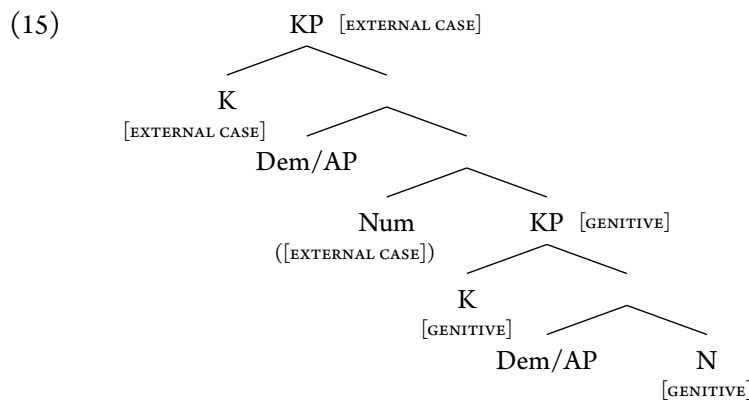 (15) KP [EXTERNAL CASE]
K
[EXTERNAL CASE]
Dem/AP
Num KP [GENITIVE]
([EXTERNAL CASE])
K
[GENITIVE]
Dem/AP N
[GENITIVE]